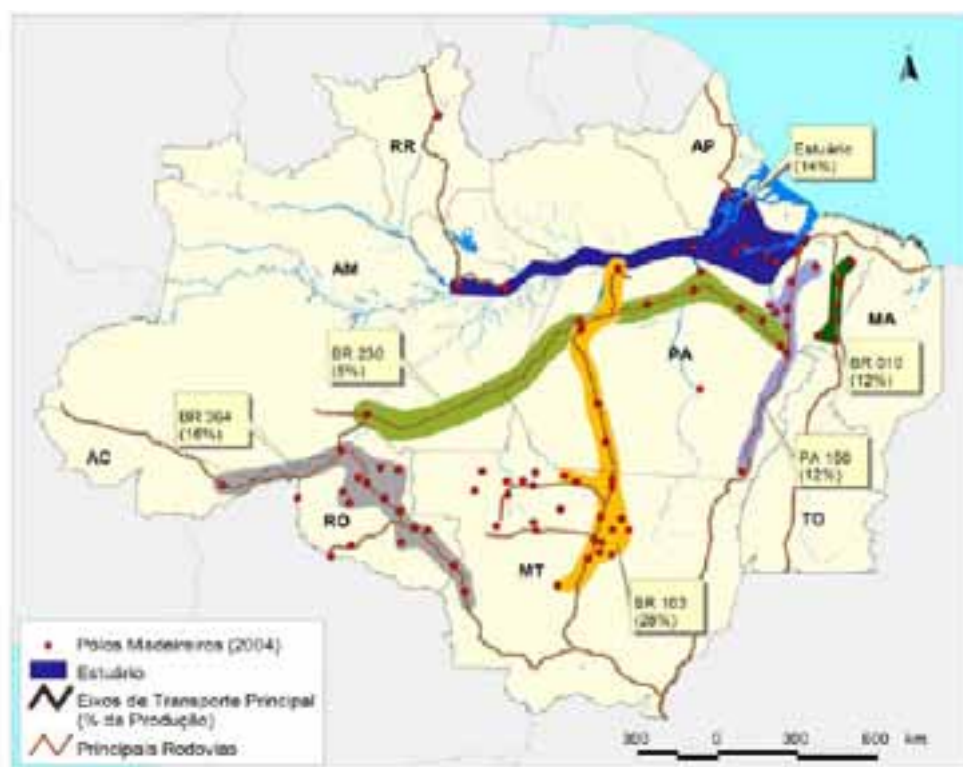 RR
AP
Estuário
(14%)
AM
MA
BR 230
(5%)
PA
BR 010
(12%)
BR 364
(16%)
AC
PA 150
(12%)
RO
TO
MT
BR 163
Pólos Madeireiros (2004)
Estuário
Eixos de Transporte Principal
(% da Produção)
Principais Rodovias
300 0 300 600 km